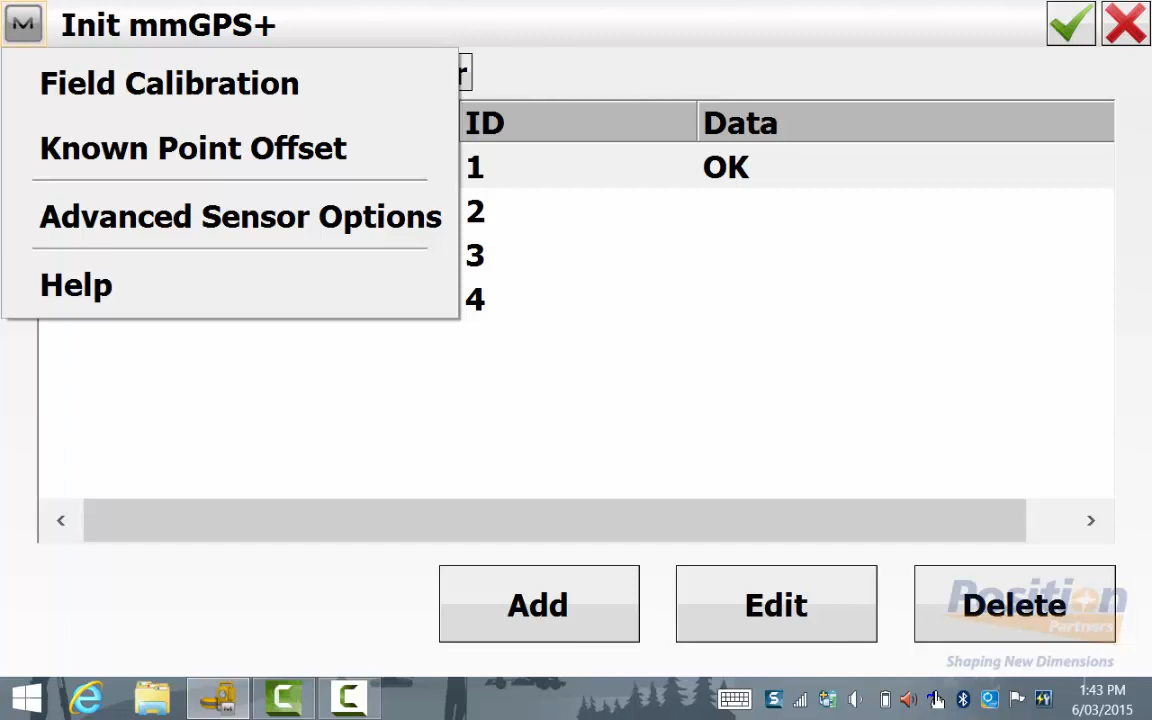 Init mmGPS+
Field Calibration
Known Point Offset
Advanced Sensor Options
Help
r
ID Data
1 OK
2
3
4
Add Edit Delete
Position
Partners
Shaping New Dimensions
1:43 PM
6/03/2015